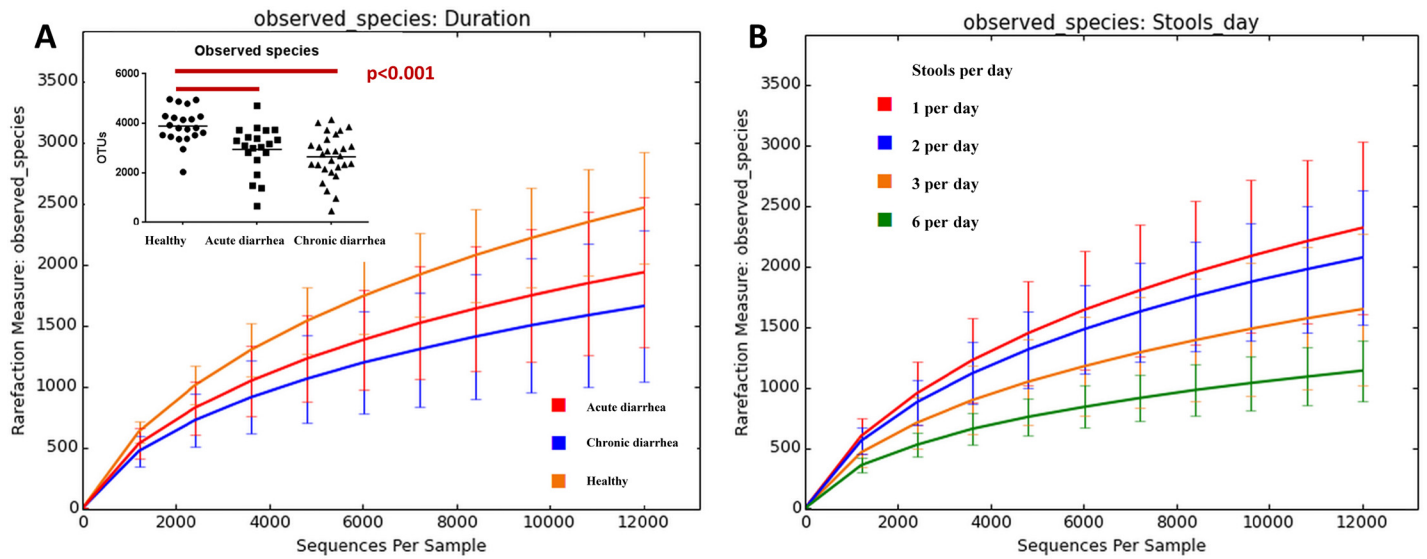 A
observed_species: Duration
Observed species
p<0.001
6000
4000
2000
0
OTUs
Healthy
Acute diarrhea
Chronic diarrhea
3500
3000
2500
2000
1500
1000
500
0
Rarefaction Measure: observed_species
Acute diarrhea
Chronic diarrhea
Healthy
0
2000
4000
6000
8000
10000
12000
Sequences Per Sample
B
observed_species: Stools_day
Stools per day
1 per day
2 per day
3 per day
6 per day
3500
3000
2500
2000
1500
1000
500
0
Rarefaction Measure: observed_species
0
2000
4000
6000
8000
10000
12000
Sequences Per Sample